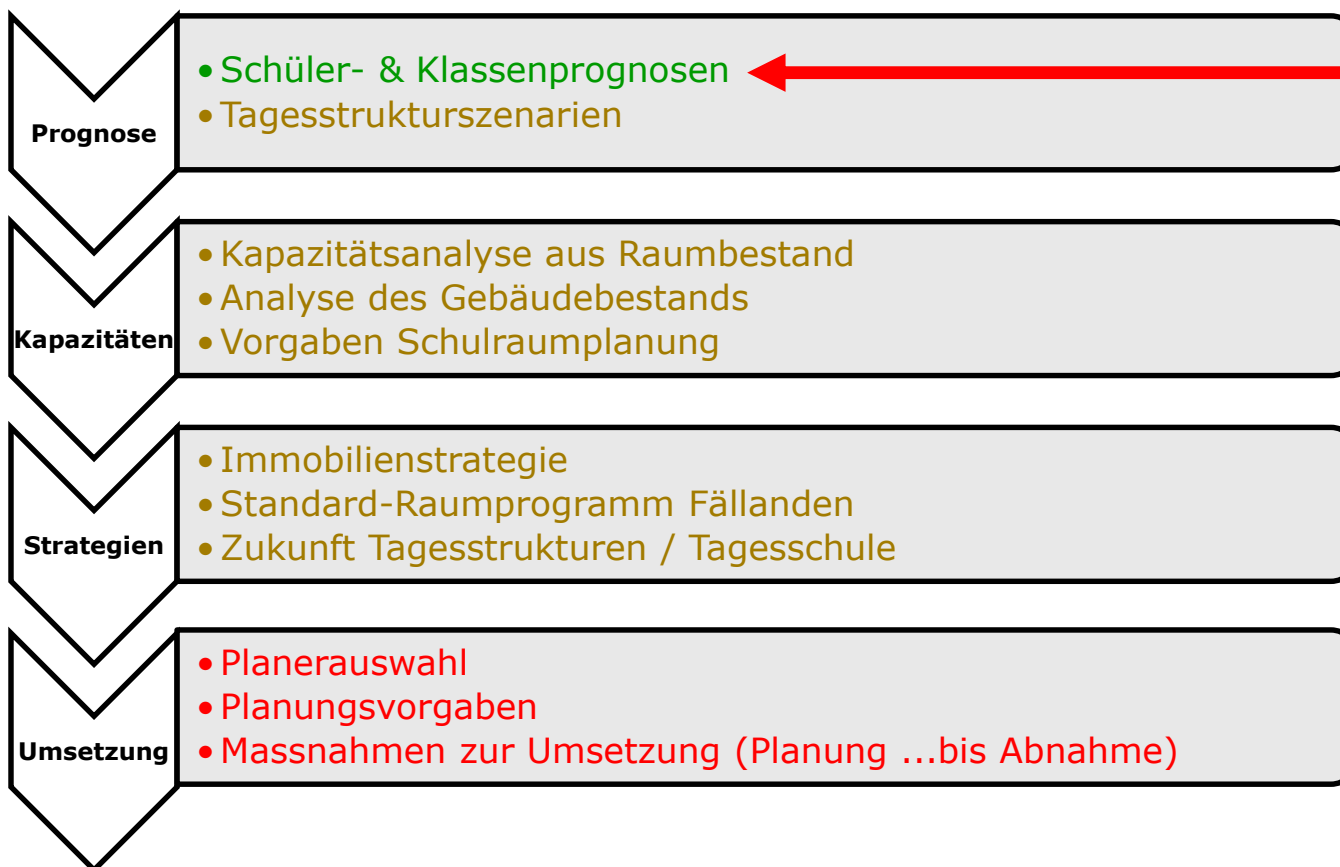 Prognose
• Schüler- & Klassenprognosen
• Tagesstrukturszenarien
Kapazitäten
• Kapazitätsanalyse aus Raumbestand
• Analyse des Gebäudebestands
• Vorgaben Schulraumplanung
Strategien
• Immobilienstrategie
• Standard-Raumprogramm Fällanden
• Zukunft Tagesstrukturen / Tagesschule
Umsetzung
• Planerauswahl
• Planungsvorgaben
• Massnahmen zur Umsetzung (Planung ...bis Abnahme)